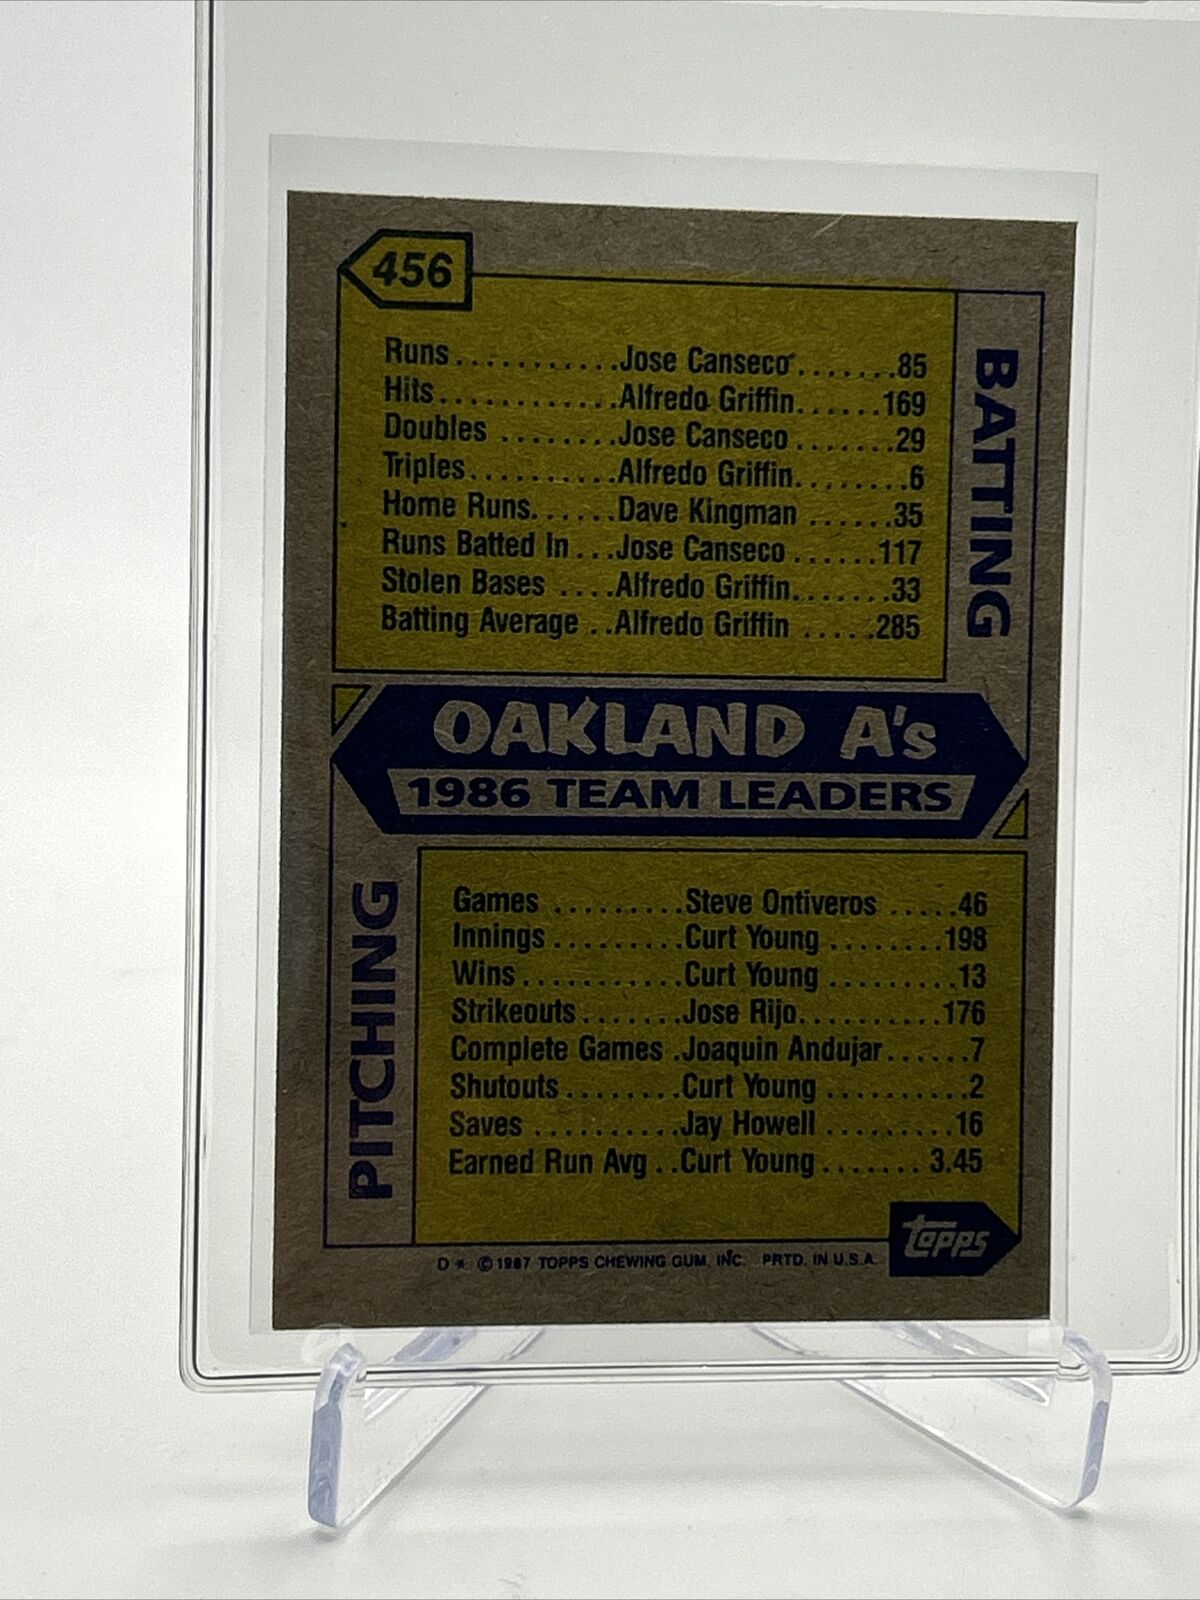 456
BATTING
Runs...........Jose Canseco.......85
Hits............Alfredo Griffin......169
Doubles ........Jose Canseco .......29
Triples..........Alfredo Griffin........6
Home Runs......Dave Kingman ......35
Runs Batted In...Jose Canseco ......117
Stolen Bases ....Alfredo Griffin.......33
Batting Average ..Alfredo Griffin .....285
OAKLAND A's
1986 TEAM LEADERS
PITCHING
Games .........Steve Ontiveros .....46
Innings.........Curt Young ........198
Wins...........Curt Young .........13
Strikeouts.......Jose Rijo..........176
Complete Games .Joaquin Andujar......7
Shutouts........Curt Young ..........2
Saves ..........Jay Howell .........16
Earned Run Avg ..Curt Young....... 3.45
topps
D * © 1987 TOPPS CHEWING GUM, INC. PRTD. IN U.S.A.